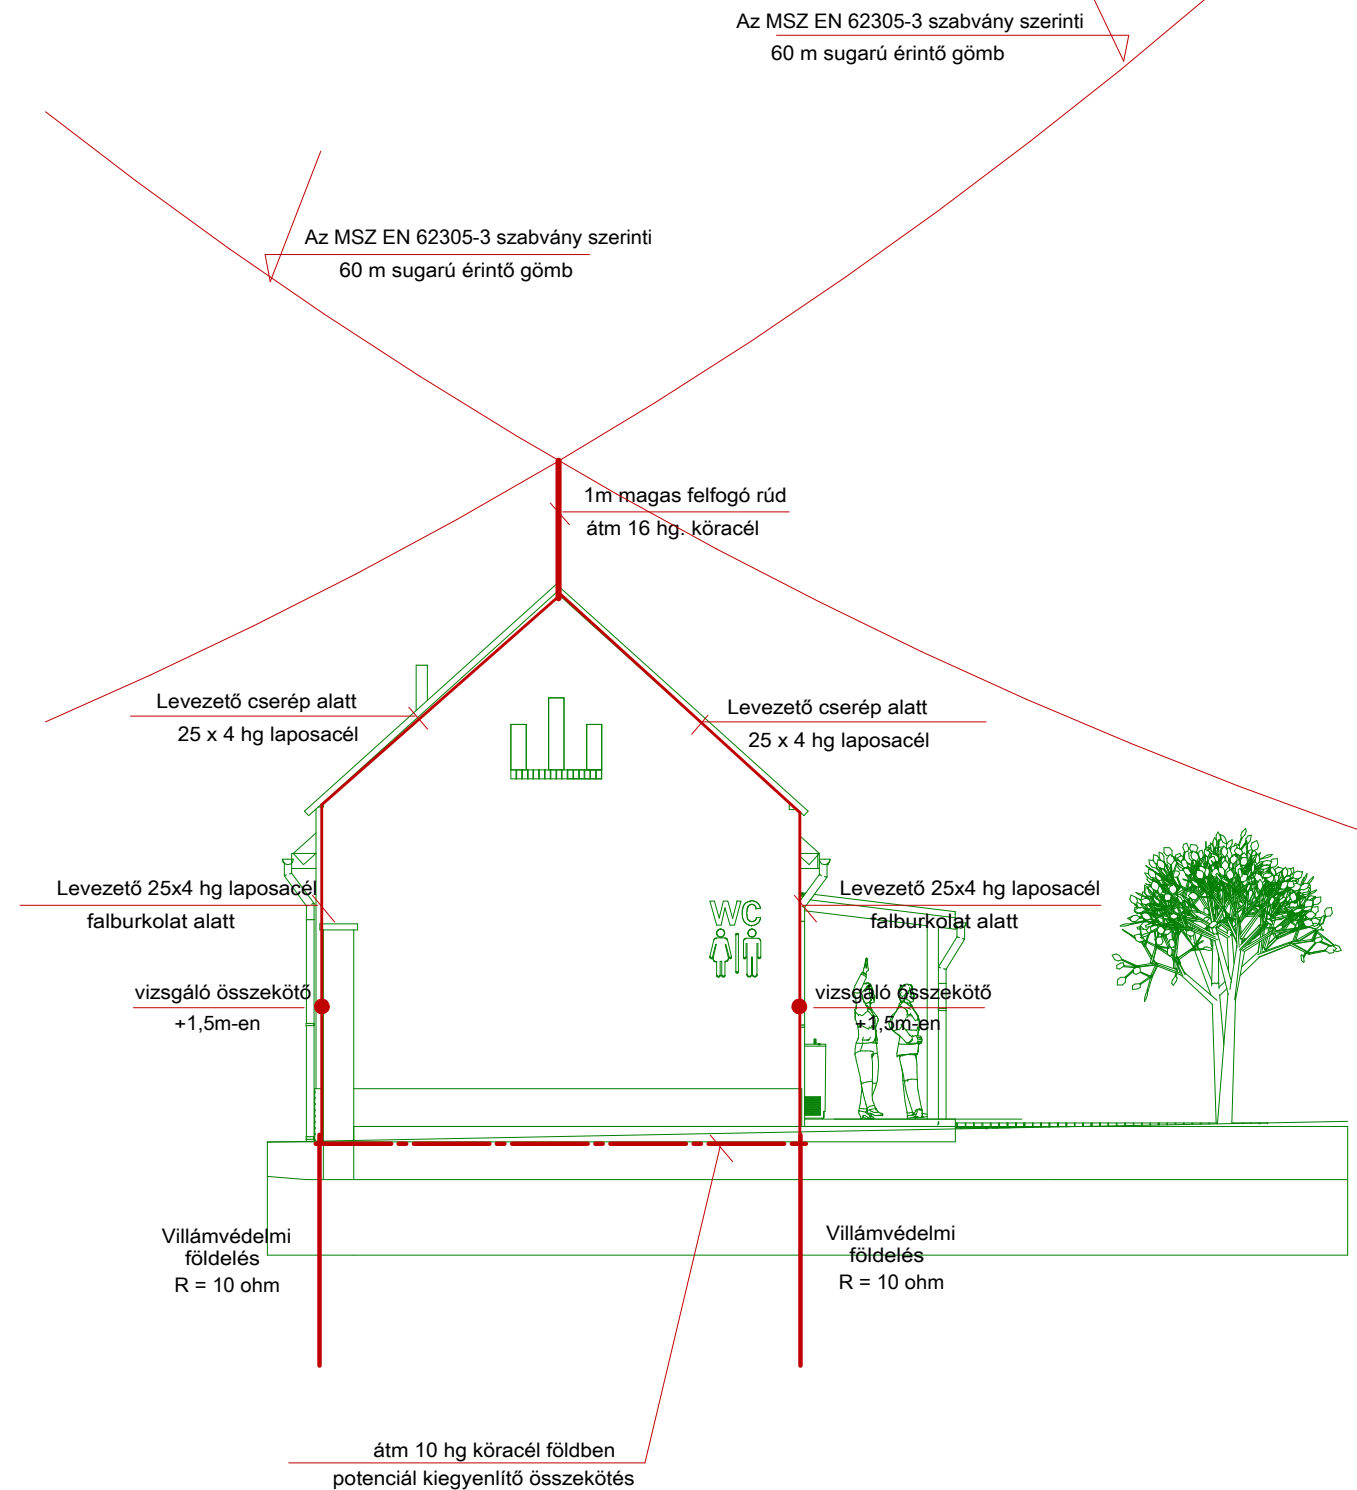 Az MSZ EN 62305-3 szabvány szerinti
60 m sugarú érintő gömb
Az MSZ EN 62305-3 szabvány szerinti
60 m sugarú érintő gömb
1m magas felfogó rúd
átm 16 hg. köracél
Levezető cserép alatt
25 x 4 hg laposacél
Levezető cserép alatt
25 x 4 hg laposacél
Levezető 25x4 hg laposacél
falburkolat alatt
Levezető 25x4 hg laposacél
falburkolat alatt
WC
vizsgáló összekötő
+1,5m-en
vizsgáló összekötő
+1,5m-en
Villámvédelmi
földelés
R = 10 ohm
Villámvédelmi
földelés
R = 10 ohm
átm 10 hg köracél földben
potenciál kiegyenlítő összekötés